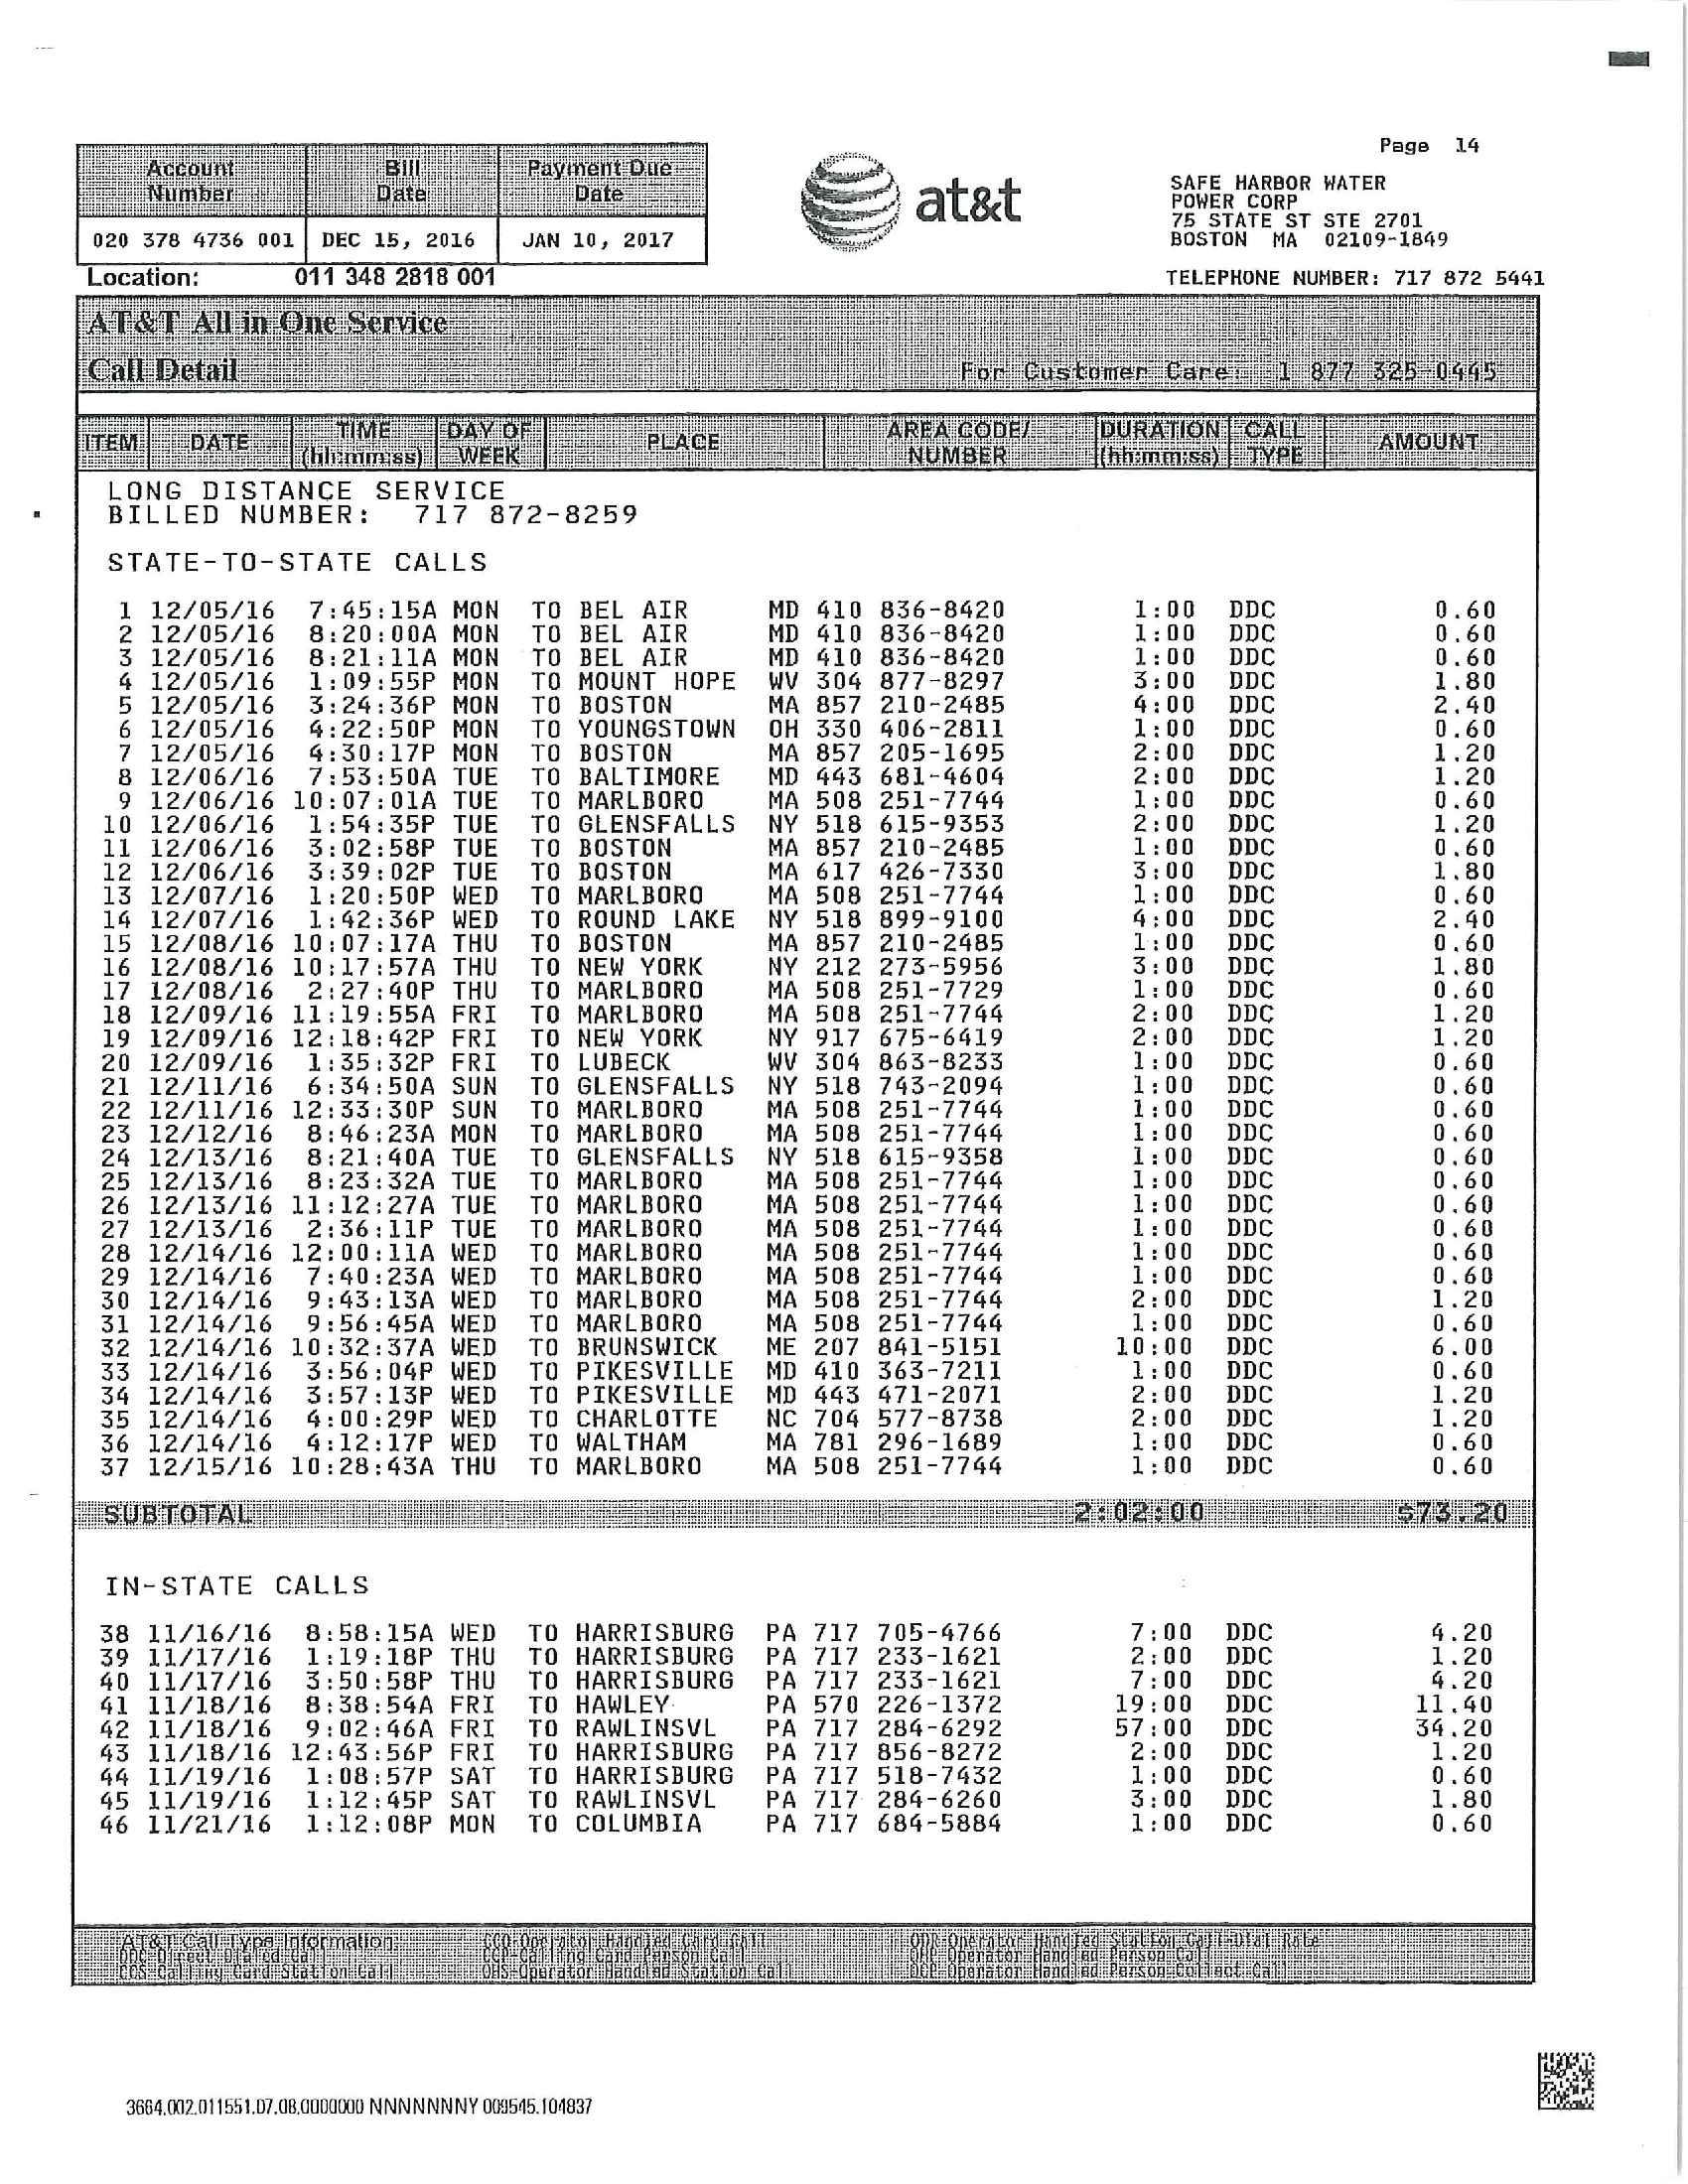 Page 14
Account Number Bill Date Payment Due Date
020 378 4736 001 DEC 15, 2016 JAN 10, 2017
at&t
SAFE HARBOR WATER
POWER CORP
75 STATE ST STE 2701
BOSTON MA 02109-1849
Location: 011 348 2818 001
TELEPHONE NUMBER: 717 872 5441
AT&T All in One Service
Call Detail For Customer Care: 1 877 325-0445
ITEM DATE TIME (hh:mm:ss) DAY OF WEEK PLACE AREA CODE/ NUMBER DURATION (hh:mm:ss) CALL TYPE AMOUNT
LONG DISTANCE SERVICE
BILLED NUMBER: 717 872-8259
STATE-TO-STATE CALLS
1 12/05/16 7:45:15A MON TO BEL AIR MD 410 836-8420 1:00 DDC 0.60
2 12/05/16 8:20:00A MON TO BEL AIR MD 410 836-8420 1:00 DDC 0.60
3 12/05/16 8:21:11A MON TO BEL AIR MD 410 836-8420 1:00 DDC 0.60
4 12/05/16 1:09:55P MON TO MOUNT HOPE WV 304 877-8297 3:00 DDC 1.80
5 12/05/16 3:24:36P MON TO BOSTON MA 857 210-2485 4:00 DDC 2.40
6 12/05/16 4:22:50P MON TO YOUNGSTOWN OH 330 406-2811 1:00 DDC 0.60
7 12/05/16 4:30:17P MON TO BOSTON MA 857 205-1695 2:00 DDC 1.20
8 12/06/16 7:53:50A TUE TO BALTIMORE MD 443 681-4604 2:00 DDC 1.20
9 12/06/16 10:07:01A TUE TO MARLBORO MA 508 251-7744 1:00 DDC 0.60
10 12/06/16 1:54:35P TUE TO GLENSFALLS NY 518 615-9353 2:00 DDC 1.20
11 12/06/16 3:02:58P TUE TO BOSTON MA 857 210-2485 1:00 DDC 0.60
12 12/06/16 3:39:02P TUE TO BOSTON MA 617 426-7330 3:00 DDC 1.80
13 12/07/16 1:20:50P WED TO MARLBORO MA 508 251-7744 1:00 DDC 0.60
14 12/07/16 1:42:36P WED TO ROUND LAKE NY 518 899-9100 4:00 DDC 2.40
15 12/08/16 10:07:17A THU TO BOSTON MA 857 210-2485 1:00 DDC 0.60
16 12/08/16 10:17:57A THU TO NEW YORK NY 212 273-5956 3:00 DDC 1.80
17 12/08/16 2:27:40P THU TO MARLBORO MA 508 251-7729 1:00 DDC 0.60
18 12/09/16 11:19:55A FRI TO MARLBORO MA 508 251-7744 2:00 DDC 1.20
19 12/09/16 12:18:42P FRI TO NEW YORK NY 917 675-6419 2:00 DDC 1.20
20 12/09/16 1:35:32P FRI TO LUBECK WV 304 863-8233 1:00 DDC 0.60
21 12/11/16 6:34:50A SUN TO GLENSFALLS NY 518 743-2094 1:00 DDC 0.60
22 12/11/16 12:33:30P SUN TO MARLBORO MA 508 251-7744 1:00 DDC 0.60
23 12/12/16 8:46:23A MON TO MARLBORO MA 508 251-7744 1:00 DDC 0.60
24 12/13/16 8:21:40A TUE TO GLENSFALLS NY 518 615-9358 1:00 DDC 0.60
25 12/13/16 8:23:32A TUE TO MARLBORO MA 508 251-7744 1:00 DDC 0.60
26 12/13/16 11:12:27A TUE TO MARLBORO MA 508 251-7744 1:00 DDC 0.60
27 12/13/16 2:36:11P TUE TO MARLBORO MA 508 251-7744 1:00 DDC 0.60
28 12/14/16 12:00:11A WED TO MARLBORO MA 508 251-7744 1:00 DDC 0.60
29 12/14/16 7:40:23A WED TO MARLBORO MA 508 251-7744 1:00 DDC 0.60
30 12/14/16 9:43:13A WED TO MARLBORO MA 508 251-7744 2:00 DDC 1.20
31 12/14/16 9:56:45A WED TO MARLBORO MA 508 251-7744 1:00 DDC 0.60
32 12/14/16 10:32:37A WED TO BRUNSWICK ME 207 841-5151 10:00 DDC 6.00
33 12/14/16 3:56:04P WED TO PIKESVILLE MD 410 363-7211 1:00 DDC 0.60
34 12/14/16 3:57:13P WED TO PIKESVILLE MD 443 471-2071 2:00 DDC 1.20
35 12/14/16 4:00:29P WED TO CHARLOTTE NC 704 577-8738 2:00 DDC 1.20
36 12/14/16 4:12:17P WED TO WALTHAM MA 781 296-1689 1:00 DDC 0.60
37 12/15/16 10:28:43A THU TO MARLBORO MA 508 251-7744 1:00 DDC 0.60
SUBTOTAL 2:02:00 $73.20
IN-STATE CALLS
38 11/16/16 8:58:15A WED TO HARRISBURG PA 717 705-4766 7:00 DDC 4.20
39 11/17/16 1:19:18P THU TO HARRISBURG PA 717 233-1621 2:00 DDC 1.20
40 11/17/16 3:50:58P THU TO HARRISBURG PA 717 233-1621 7:00 DDC 4.20
41 11/18/16 8:38:54A FRI TO HAWLEY PA 570 226-1372 19:00 DDC 11.40
42 11/18/16 9:02:46A FRI TO RAWLINSVL PA 717 284-6292 57:00 DDC 34.20
43 11/18/16 12:43:56P FRI TO HARRISBURG PA 717 856-8272 2:00 DDC 1.20
44 11/19/16 1:08:57P SAT TO HARRISBURG PA 717 518-7432 1:00 DDC 0.60
45 11/19/16 1:12:45P SAT TO RAWLINSVL PA 717 284-6260 3:00 DDC 1.80
46 11/21/16 1:12:08P MON TO COLUMBIA PA 717 684-5884 1:00 DDC 0.60
AT&T Call Type Information: CCO-Operator Handled Card Call ODR-Operator Handled Station Call-Dial Rate
DDC-Direct Dialed Call CCP-Calling Card Person Call OHP-Operator Handled Person Call
CCS-Calling Card Station Call OHS-Operator Handled Station Call OCP-Operator Handled Person-Collect Call
3664.002.011551.07.08.0000000 NNNNNNNY 009545.104837